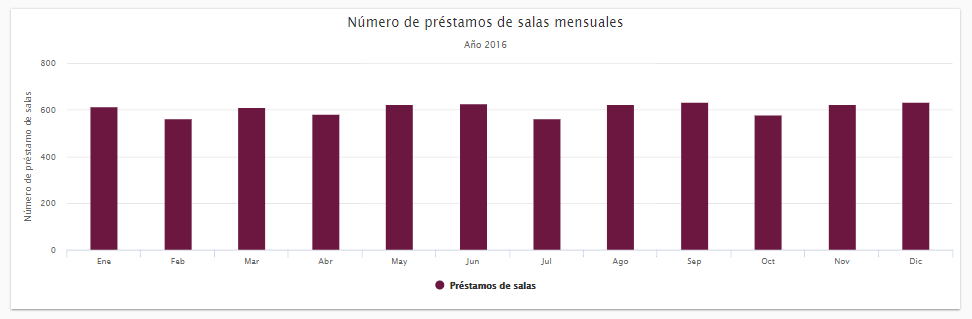 Número de préstamos de salas mensuales
Año 2016
Número de préstamo de salas
800
600
400
200
0
Ene Feb Mar Abr May Jun Jul Ago Sep Oct Nov Dic
Préstamos de salas